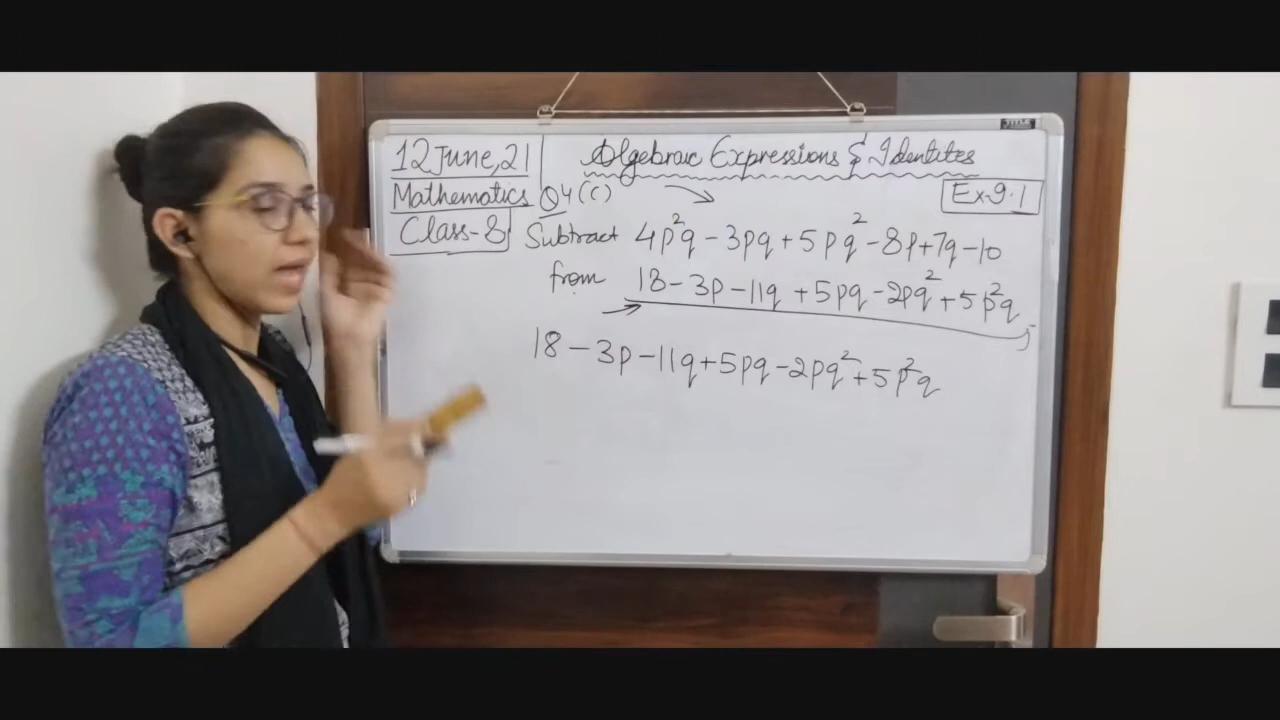 12 June, 21
Mathematics
Class-8
Algebraic Expressions & Identites
Ex-9.1
Q4 (C)
Subtract 4p²q - 3pq + 5pq² - 8p + 7q - 10
from 18 - 3p - 11q + 5pq - 2pq² + 5p²q
18 - 3p - 11q + 5pq - 2pq² + 5p²q